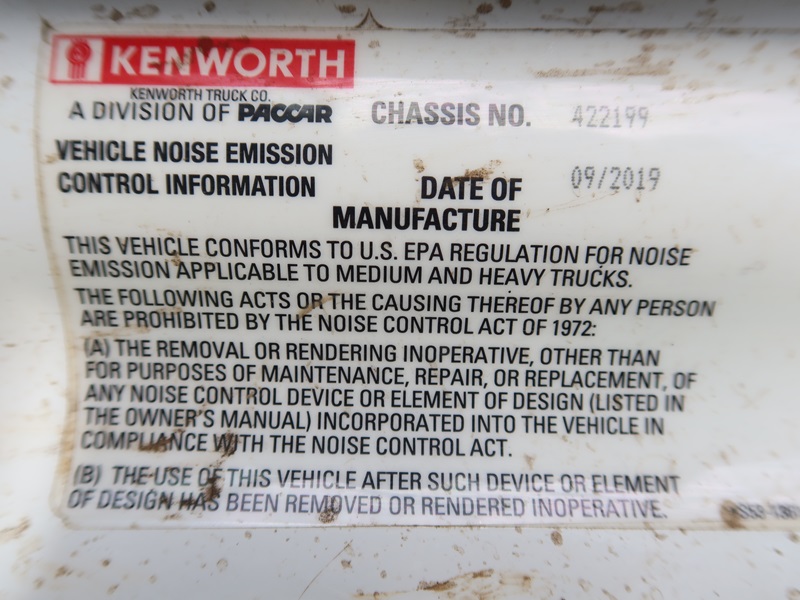 KENWORTH
KENWORTH TRUCK CO.
A DIVISION OF PACCAR
CHASSIS NO. 422199
VEHICLE NOISE EMISSION
CONTROL INFORMATION
DATE OF
MANUFACTURE
09/2019
THIS VEHICLE CONFORMS TO U.S. EPA REGULATION FOR NOISE
EMISSION APPLICABLE TO MEDIUM AND HEAVY TRUCKS.
THE FOLLOWING ACTS OR THE CAUSING THEREOF BY ANY PERSON
ARE PROHIBITED BY THE NOISE CONTROL ACT OF 1972:
(A) THE REMOVAL OR RENDERING INOPERATIVE, OTHER THAN
FOR PURPOSES OF MAINTENANCE, REPAIR, OR REPLACEMENT, OF
ANY NOISE CONTROL DEVICE OR ELEMENT OF DESIGN (LISTED IN
THE OWNER'S MANUAL) INCORPORATED INTO THE VEHICLE IN
COMPLIANCE WITH THE NOISE CONTROL ACT.
(B) THE USE OF THIS VEHICLE AFTER SUCH DEVICE OR ELEMENT
OF DESIGN HAS BEEN REMOVED OR RENDERED INOPERATIVE.